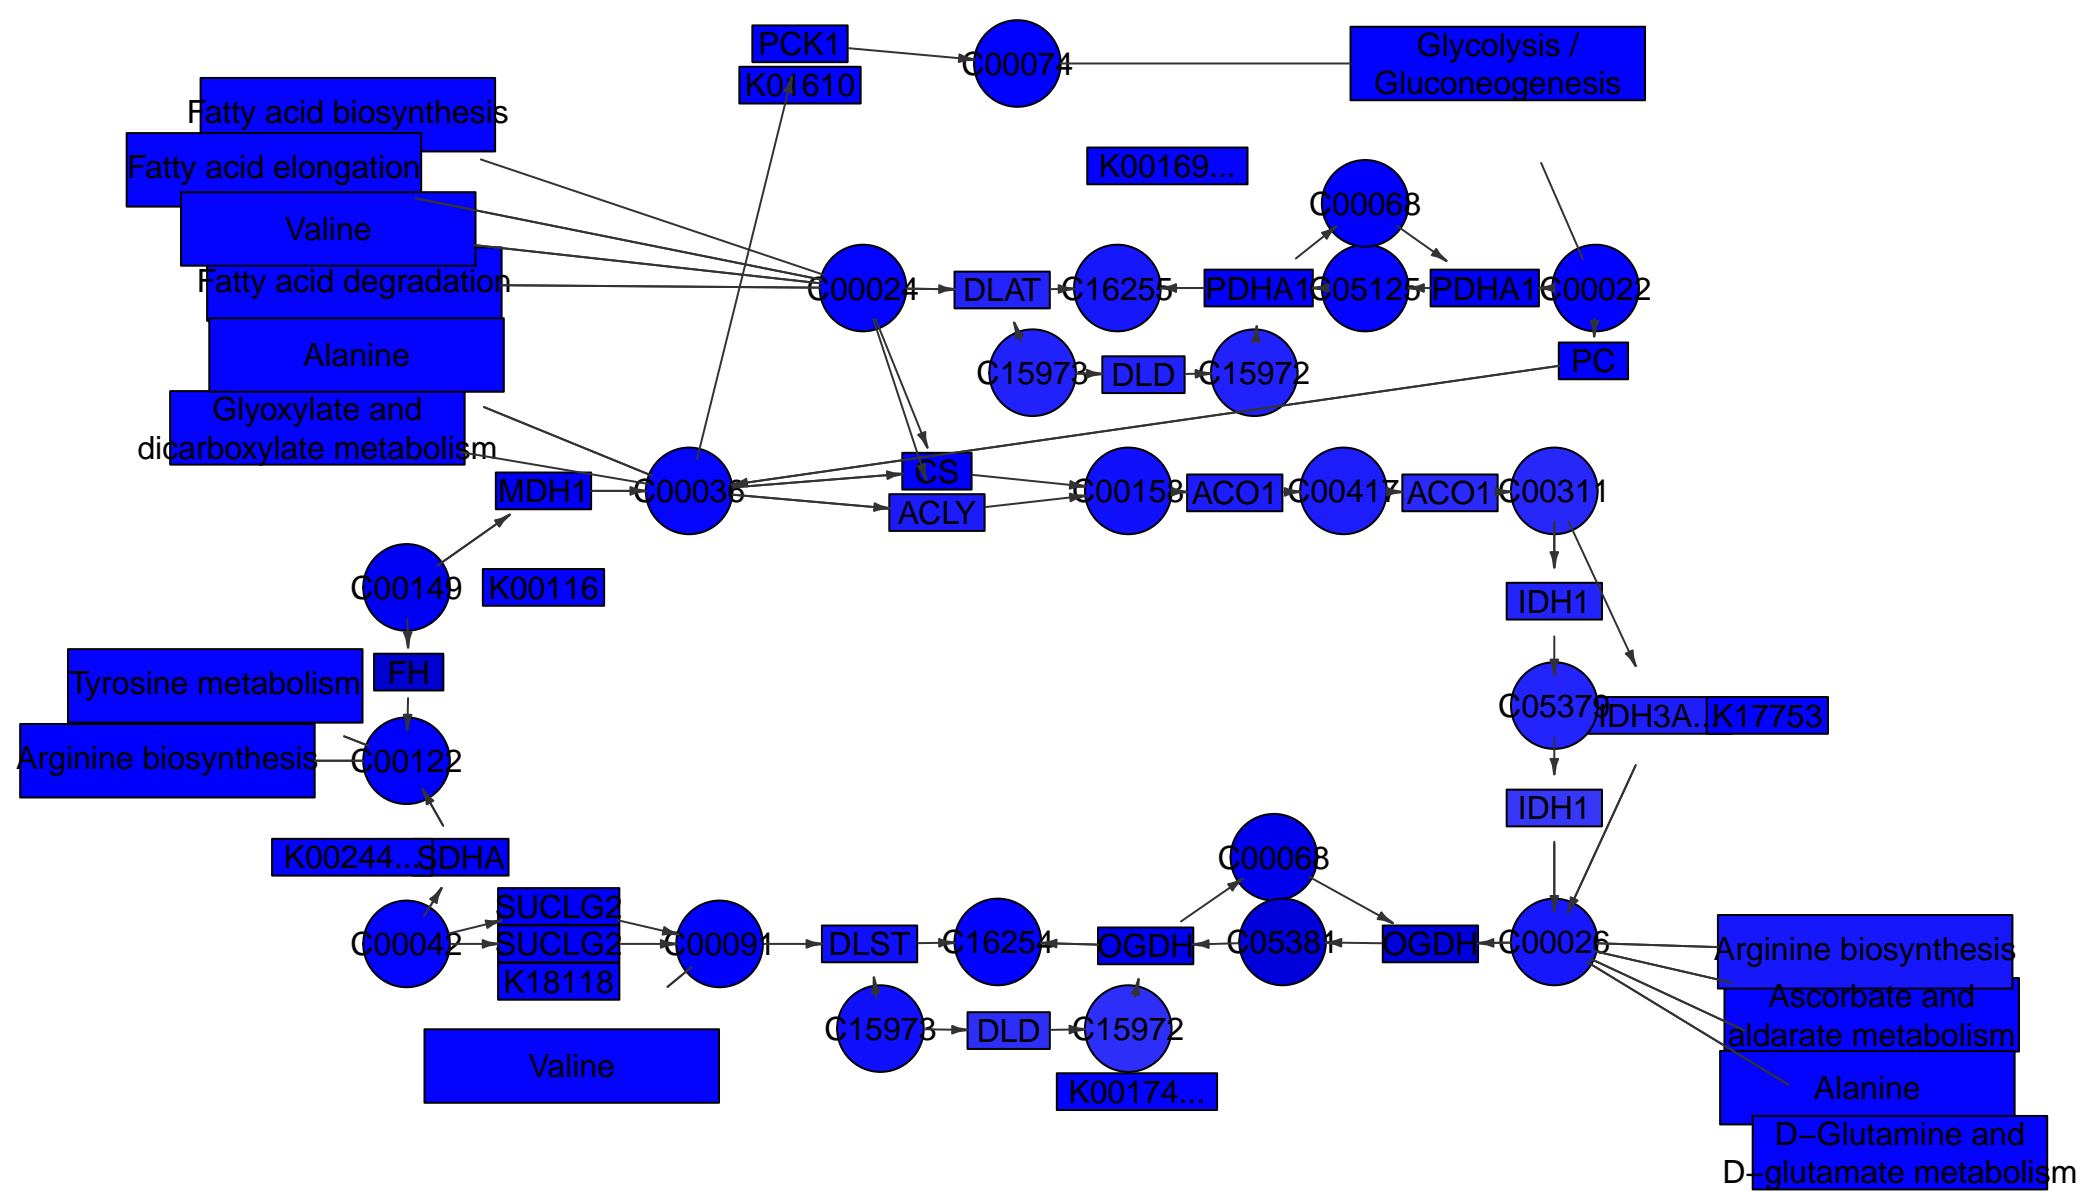 PCK1
K01610
C00074
Glycolysis /
Gluconeogenesis
Fatty acid biosynthesis
Fatty acid elongation
Valine
Fatty acid degradation
Alanine
Glyoxylate and
dicarboxylate metabolism
K00169...
C00068
C00024
DLAT
C16255
PDHA1
C05125
PDHA1
C00022
C15973
DLD
C15972
PC
MDH1
C00036
CS
ACLY
C00158
ACO1
C00417
ACO1
C00311
C00149
K00116
IDH1
FH
Tyrosine metabolism
Arginine biosynthesis
C00122
C05379
IDH3A...
K17753
IDH1
K00244...
SDHA
C00068
C00042
SUCLG2
SUCLG2
K18118
C00091
DLST
C16254
OGDH
C05381
OGDH
C00026
Arginine biosynthesis
Ascorbate and
aldarate metabolism
C15973
DLD
C15972
Valine
K00174...
Alanine
D−Glutamine and
D−glutamate metabolism